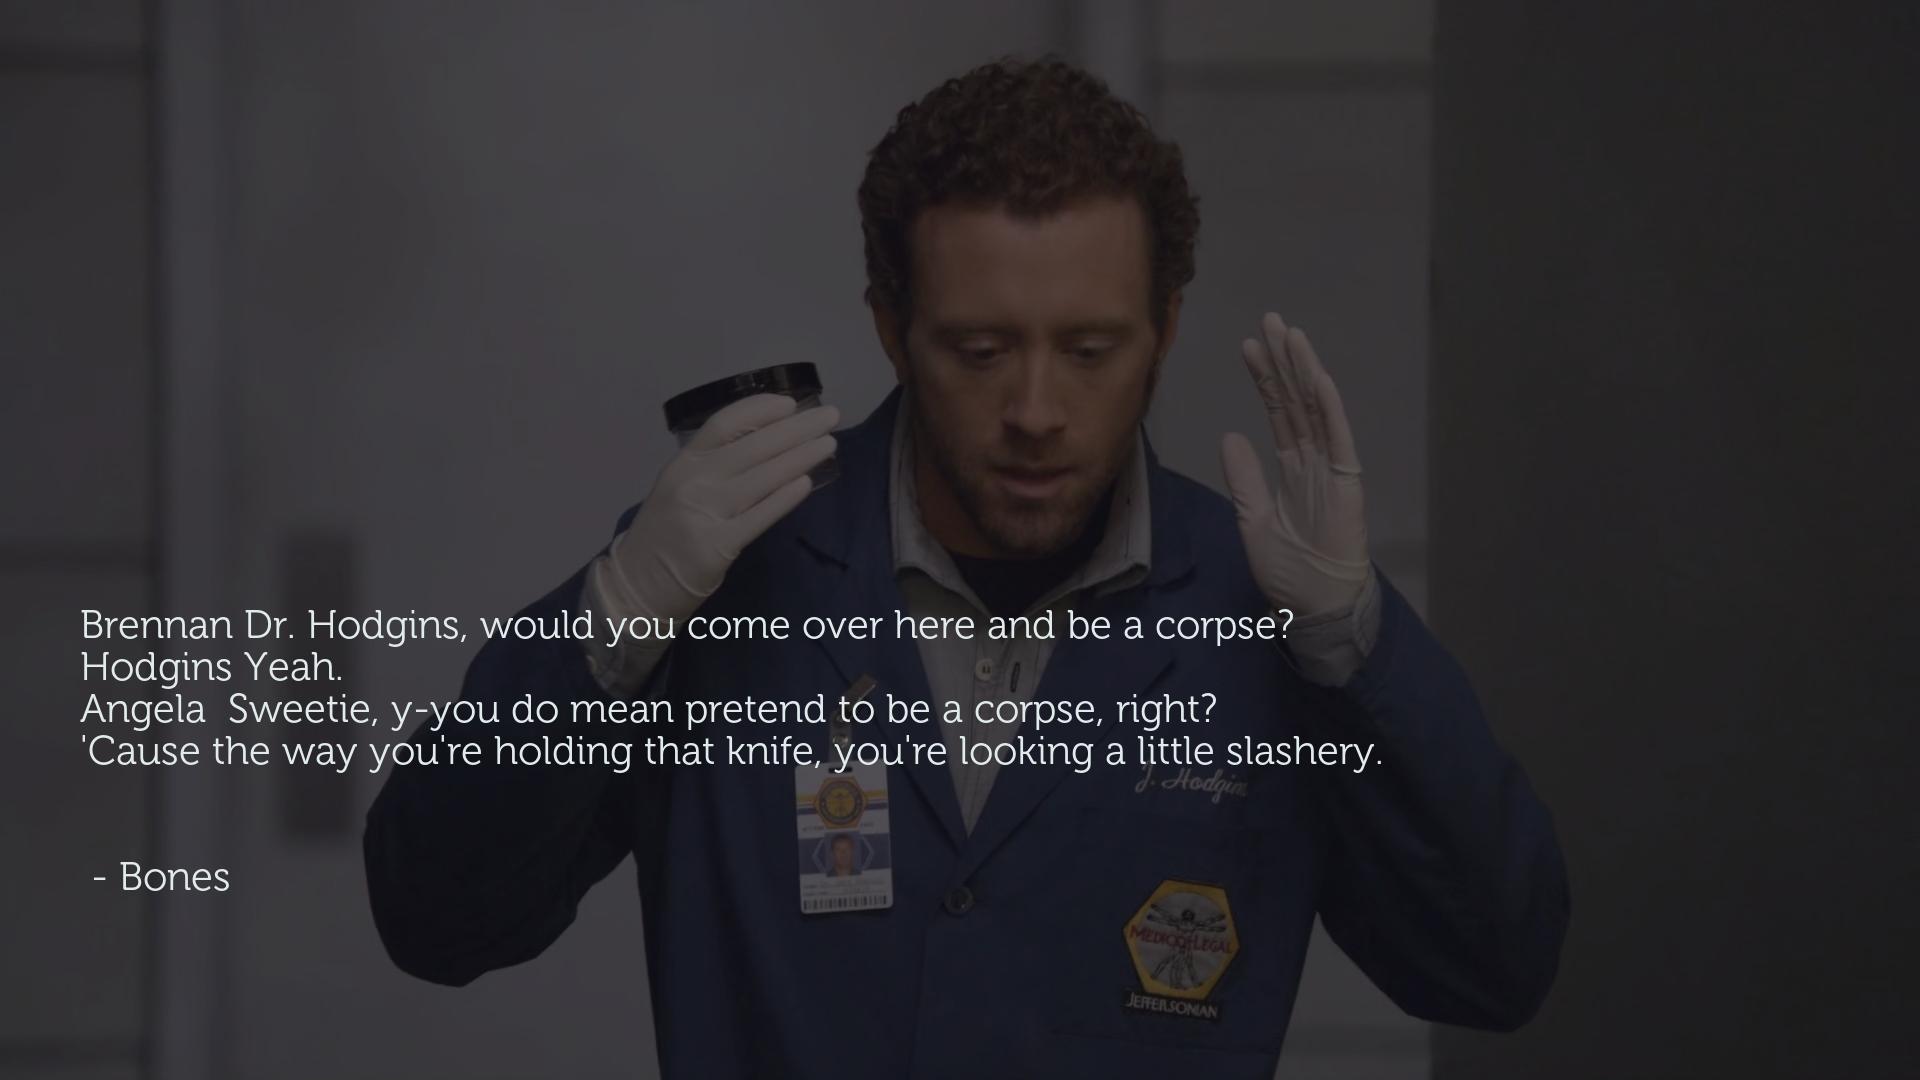 Brennan Dr. Hodgins, would you come over here and be a corpse?
Hodgins Yeah.
Angela  Sweetie, y-you do mean pretend to be a corpse, right?
'Cause the way you're holding that knife, you're looking a little slashery.
J. Hodgins
- Bones
MEDICO-LEGAL
JEFFERSONIAN